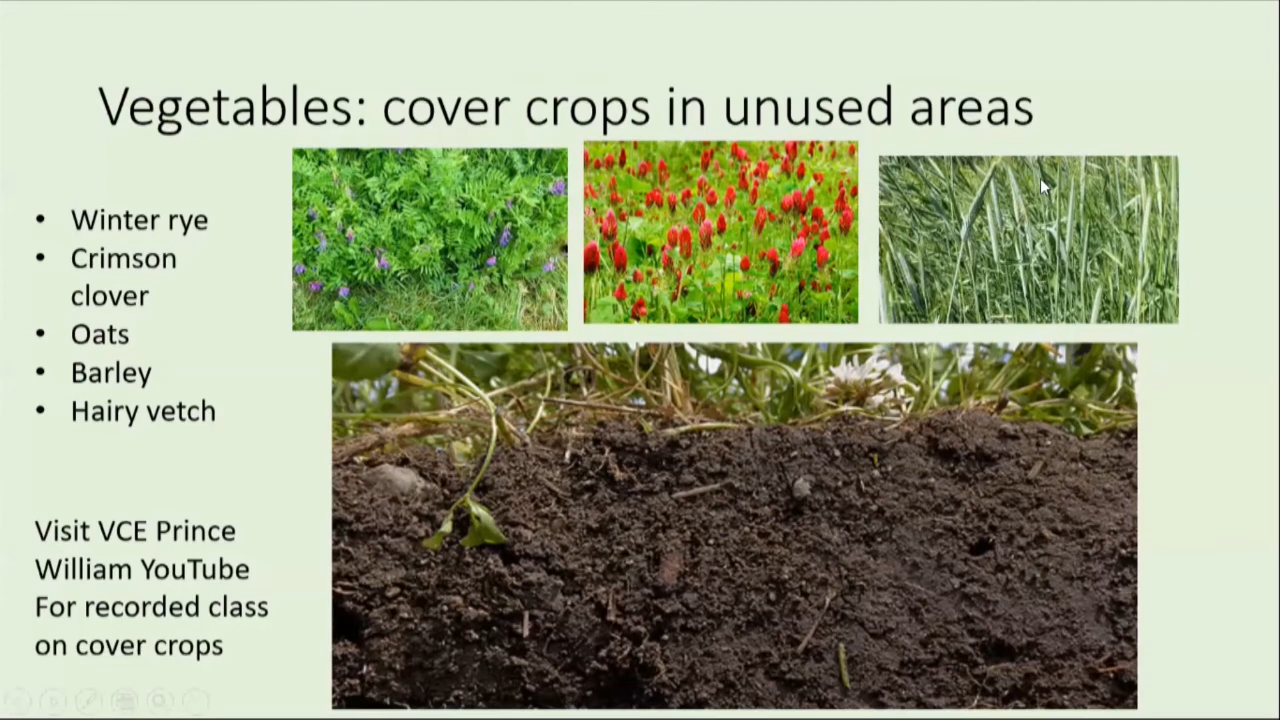 Vegetables: cover crops in unused areas
• Winter rye
• Crimson
clover
• Oats
• Barley
• Hairy vetch
Visit VCE Prince
William YouTube
For recorded class
on cover crops